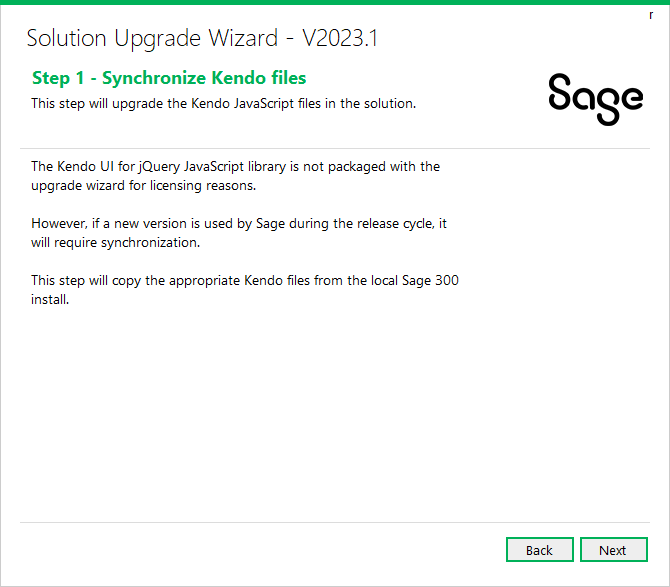 r
Solution Upgrade Wizard - V2023.1
Step 1 - Synchronize Kendo files
This step will upgrade the Kendo JavaScript files in the solution.
Sage
The Kendo UI for jQuery JavaScript library is not packaged with the
upgrade wizard for licensing reasons.
However, if a new version is used by Sage during the release cycle, it
will require synchronization.
This step will copy the appropriate Kendo files from the local Sage 300
install.
Back
Next